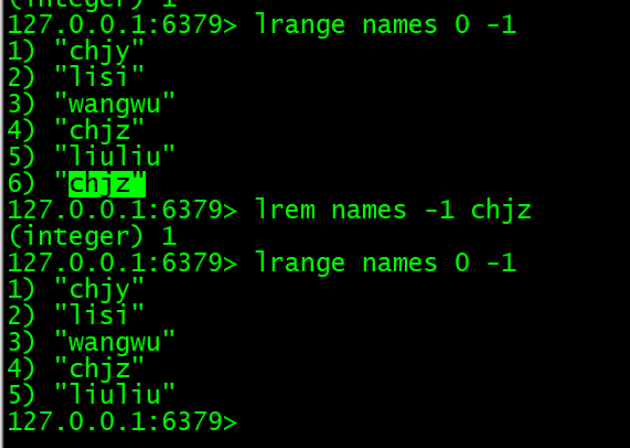 (integer) 1
127.0.0.1:6379> lrange names 0 -1
1) "chjy"
2) "lisi"
3) "wangwu"
4) "chjz"
5) "liuliu"
6) "chjz"
127.0.0.1:6379> lrem names -1 chjz
(integer) 1
127.0.0.1:6379> lrange names 0 -1
1) "chjy"
2) "lisi"
3) "wangwu"
4) "chjz"
5) "liuliu"
127.0.0.1:6379>